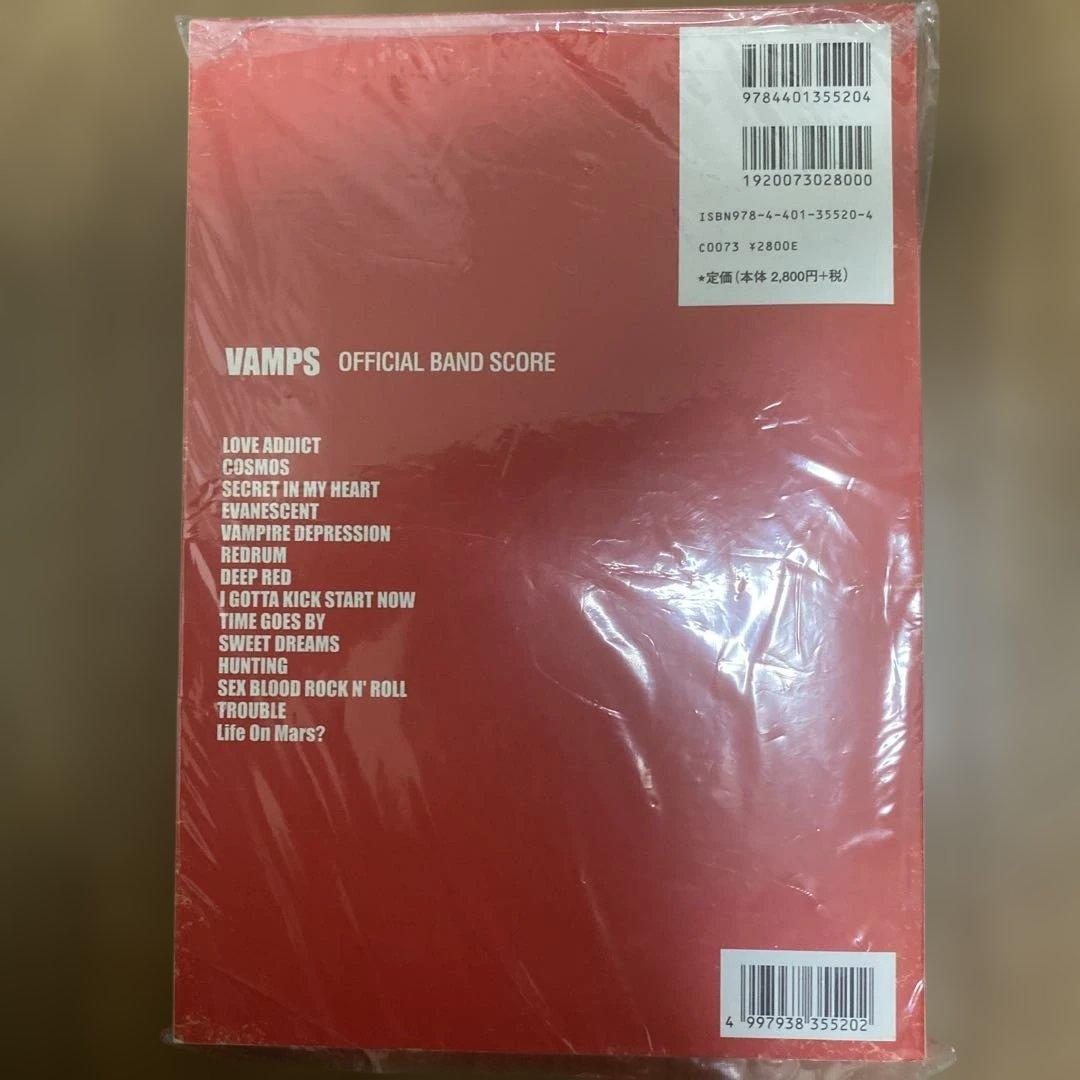 9784401355204
1920073028000
ISBN978-4-401-35520-4
C0073 ¥2800E
★定価(本体 2,800円+税)
VAMPS OFFICIAL BAND SCORE
LOVE ADDICT
COSMOS
SECRET IN MY HEART
EVANESCENT
VAMPIRE DEPRESSION
REDRUM
DEEP RED
I GOTTA KICK START NOW
TIME GOES BY
SWEET DREAMS
HUNTING
SEX BLOOD ROCK N' ROLL
TROUBLE
Life On Mars?
4 997938 355202